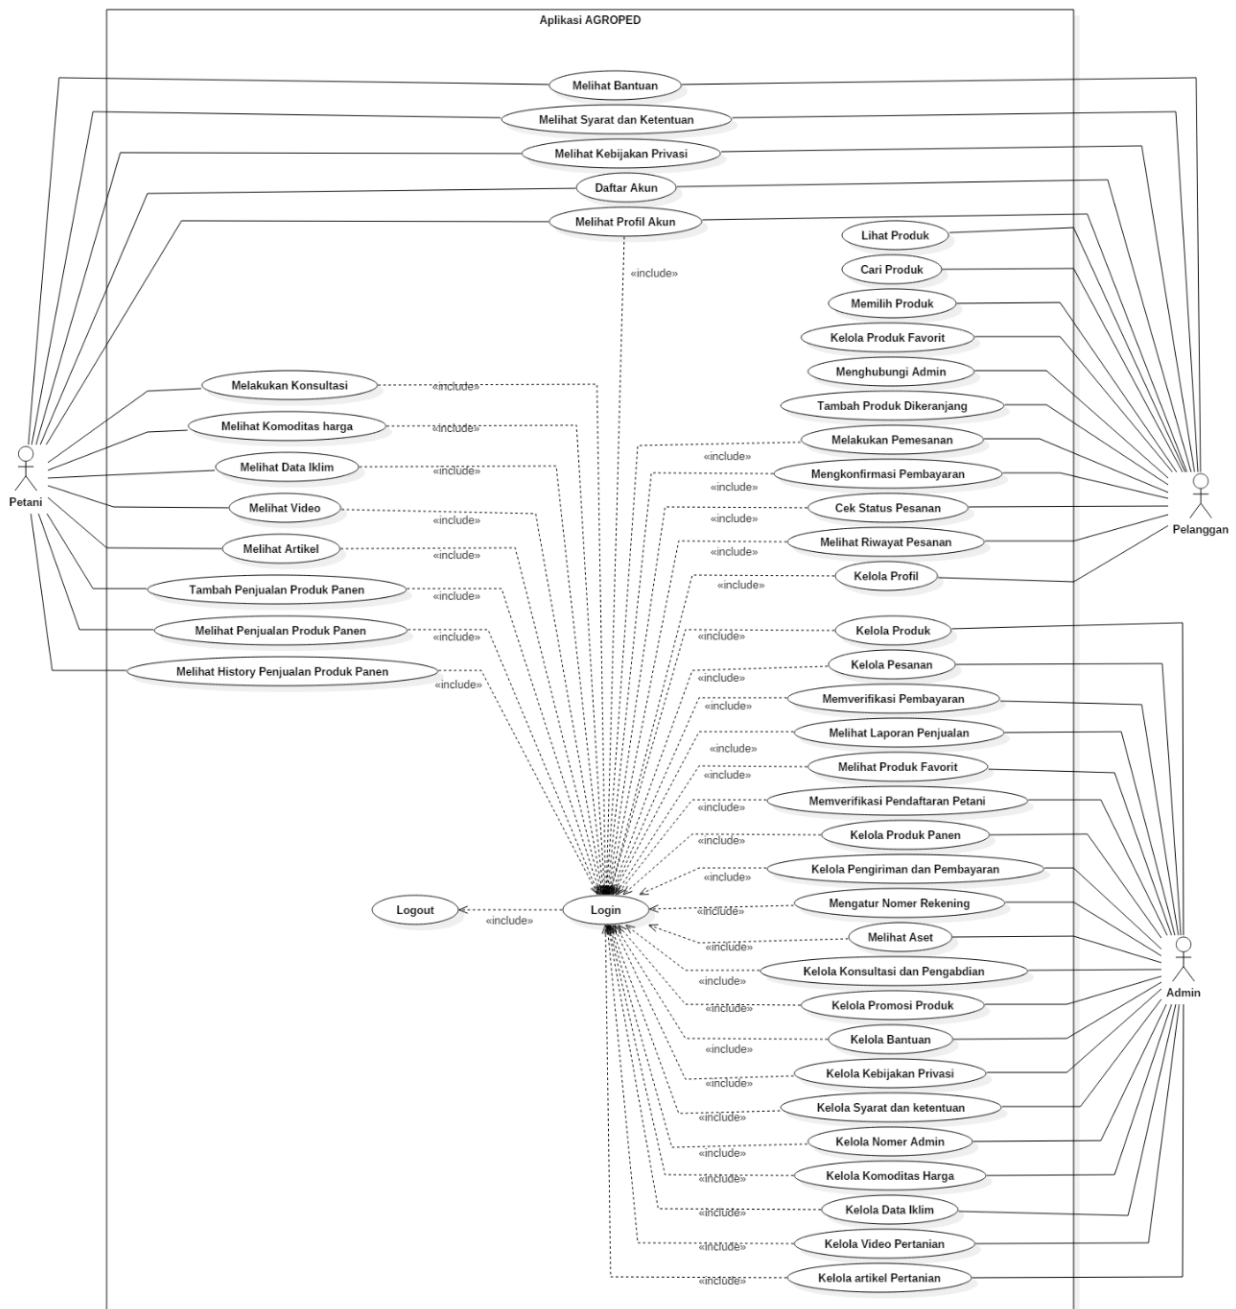 Aplikasi AGROPED
Melihat Bantuan
Melihat Syarat dan Ketentuan
Melihat Kebijakan Privasi
Daftar Akun
Melihat Profil Akun
Lihat Produk
«include»
Cari Produk
Memilih Produk
Kelola Produk Favorit
Menghubungi Admin
Melakukan Konsultasi
«include»
Tambah Produk Dikeranjang
Melihat Komoditas harga
«include»
Melakukan Pemesanan
«include»
Melihat Data Iklim
«include»
Mengkonfirmasi Pembayaran
«include»
Petani
Melihat Video
«include»
Cek Status Pesanan
«include»
Pelanggan
Melihat Artikel
«include»
Melihat Riwayat Pesanan
«include»
Kelola Profil
«include»
Tambah Penjualan Produk Panen
«include»
Melihat Penjualan Produk Panen
«include»
Kelola Produk
«include»
Melihat History Penjualan Produk Panen
«include»
Kelola Pesanan
«include»
Memverifikasi Pembayaran
«include»
Melihat Laporan Penjualan
«include»
Melihat Produk Favorit
«include»
Memverifikasi Pendaftaran Petani
«include»
Kelola Produk Panen
«include»
Kelola Pengiriman dan Pembayaran
«include»
Logout
«include»
Login
Mengatur Nomer Rekening
«include»
Melihat Aset
«include»
Kelola Konsultasi dan Pengabdian
«include»
Admin
Kelola Promosi Produk
«include»
Kelola Bantuan
«include»
Kelola Kebijakan Privasi
«include»
Kelola Syarat dan ketentuan
«include»
Kelola Nomer Admin
«include»
Kelola Komoditas Harga
«include»
Kelola Data Iklim
«include»
Kelola Video Pertanian
«include»
Kelola artikel Pertanian
«include»